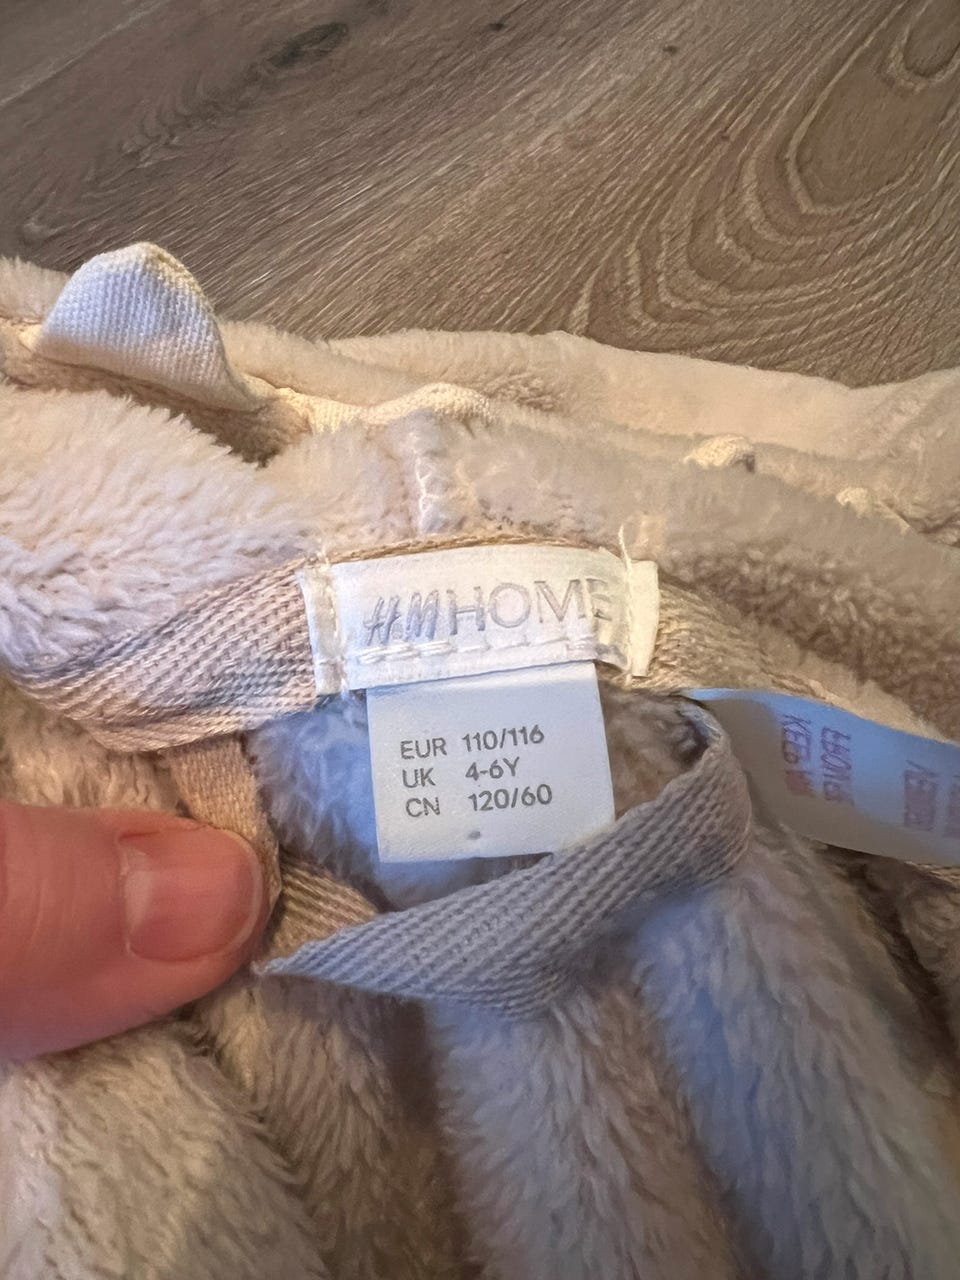 H&M HOME
EUR 110/116
UK 4-6Y
CN 120/60